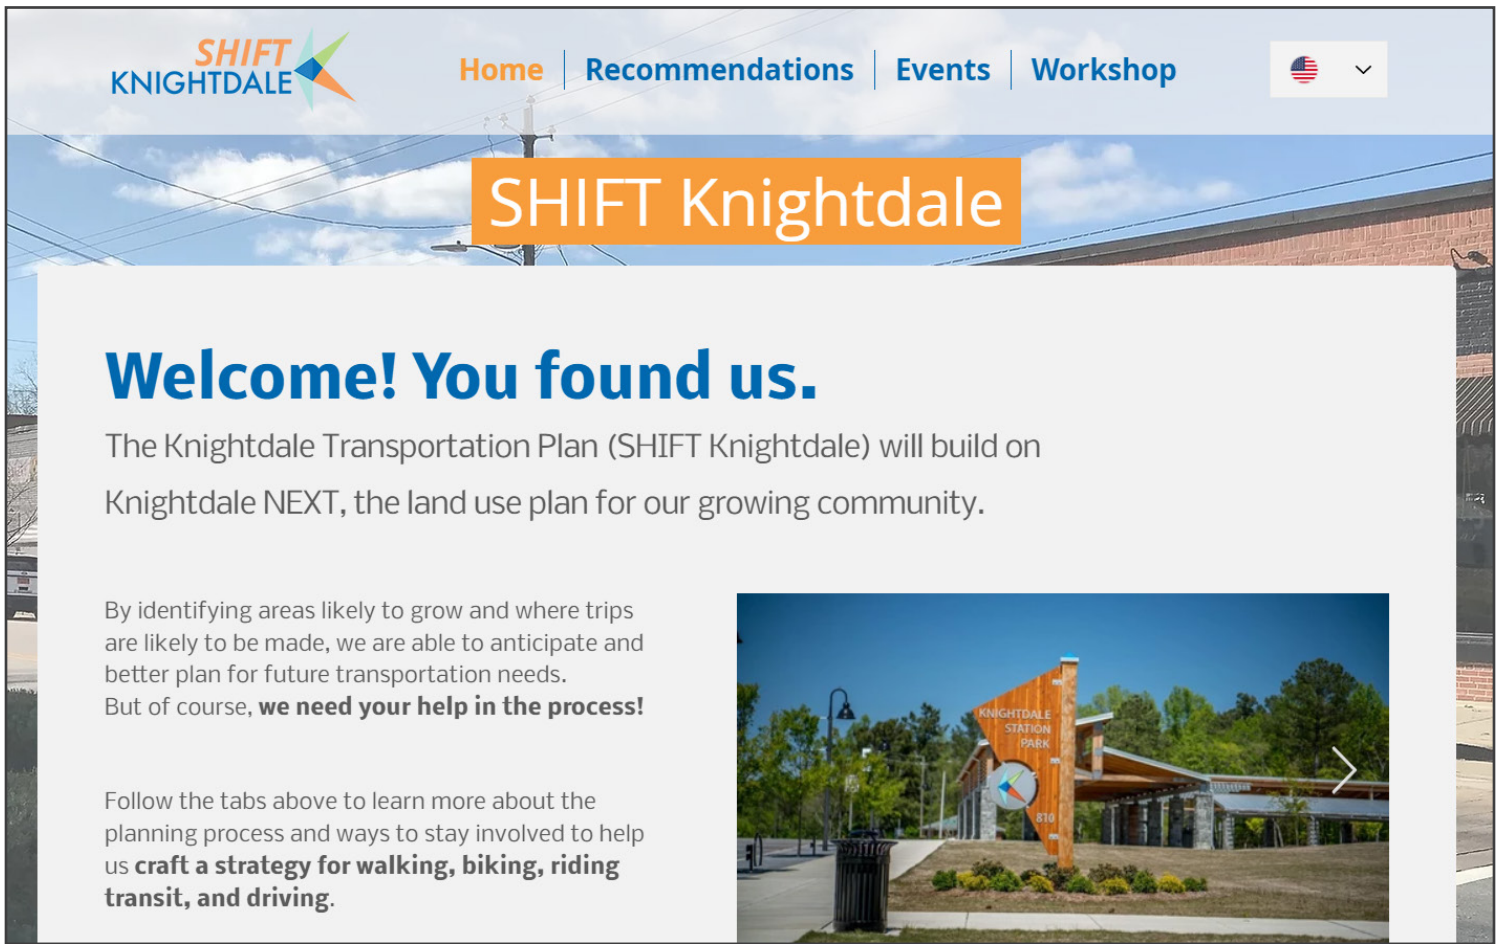 SHIFT
KNIGHTDALE
Home
Recommendations
Events
Workshop
SHIFT Knightdale
Welcome! You found us.
The Knightdale Transportation Plan (SHIFT Knightdale) will build on
Knightdale NEXT, the land use plan for our growing community.
By identifying areas likely to grow and where trips
are likely to be made, we are able to anticipate and
better plan for future transportation needs.
But of course, we need your help in the process!
Follow the tabs above to learn more about the
planning process and ways to stay involved to help
us craft a strategy for walking, biking, riding
transit, and driving.
KNIGHTDALE
STATION
PARK
810